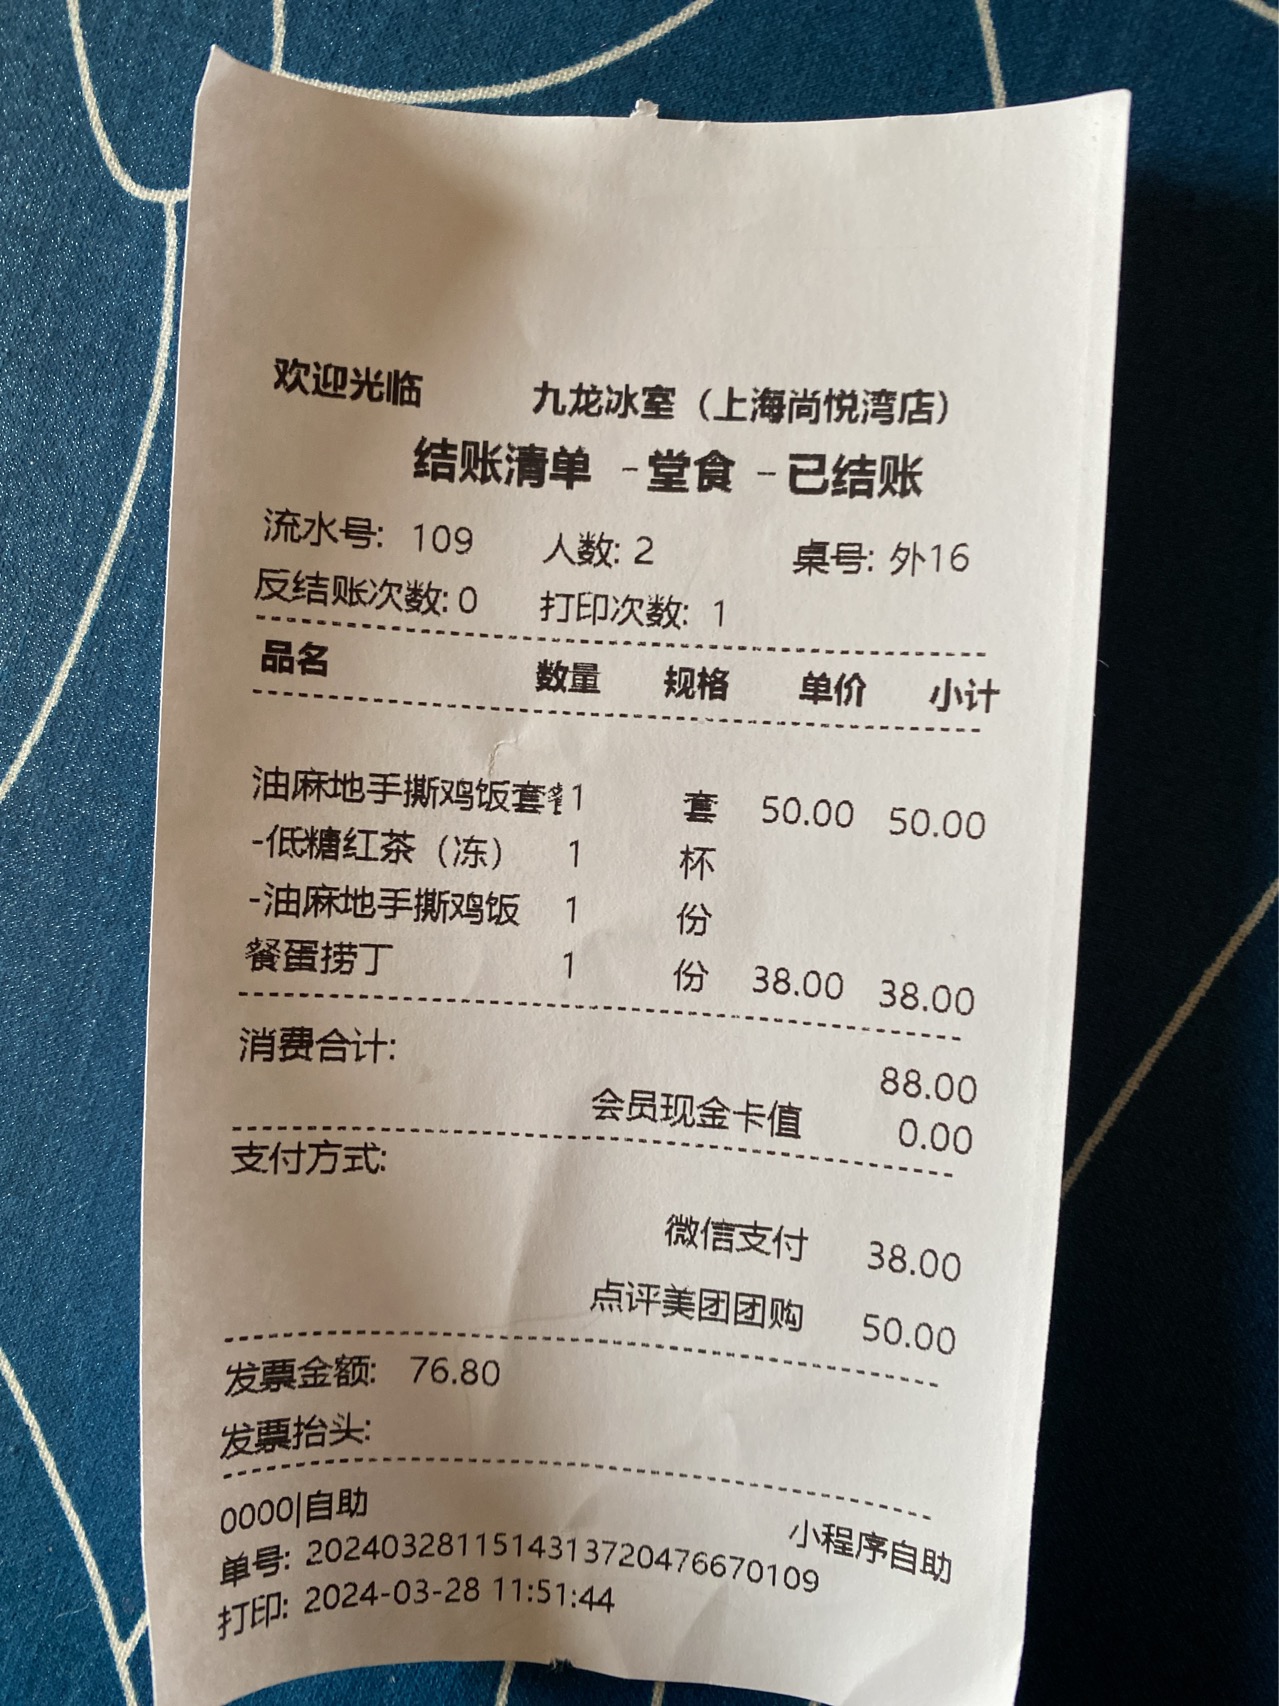 欢迎光临 九龙冰室（上海尚悦湾店）
结账清单 -堂食 -已结账
流水号: 109 人数: 2 桌号: 外16
反结账次数: 0 打印次数: 1
品名 数量 规格 单价 小计
油麻地手撕鸡饭套餐 1 套 50.00 50.00
-低糖红茶（冻） 1 杯
-油麻地手撕鸡饭 1 份
餐蛋捞丁 1 份 38.00 38.00
消费合计: 88.00
会员现金卡值 0.00
支付方式:
微信支付 38.00
点评美团团购 50.00
发票金额: 76.80
发票抬头:
0000|自助 小程序自助
单号: 20240328115143137204766​70109
打印: 2024-03-28 11:51:44